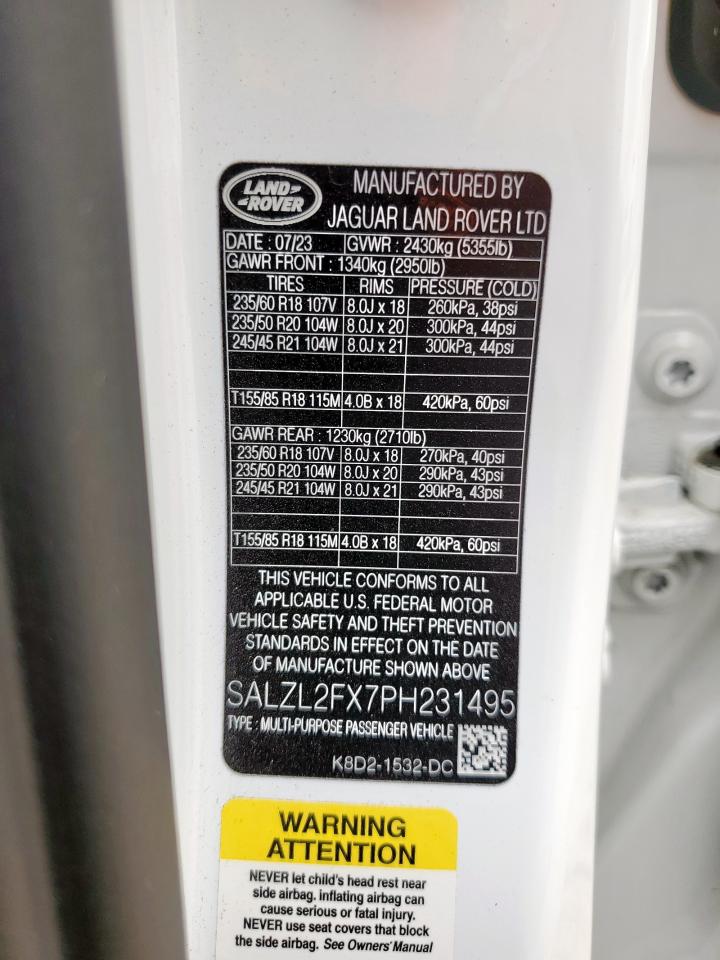 LAND-
-ROVER
MANUFACTURED BY
JAGUAR LAND ROVER LTD
DATE : 07/23 GVWR : 2430kg (5355lb)
GAWR FRONT : 1340kg (2950lb)
TIRES RIMS PRESSURE (COLD)
235/60 R18 107V 8.0J x 18 260kPa, 38psi
235/50 R20 104W 8.0J x 20 300kPa, 44psi
245/45 R21 104W 8.0J x 21 300kPa, 44psi
T155/85 R18 115M 4.0B x 18 420kPa, 60psi
GAWR REAR : 1230kg (2710lb)
235/60 R18 107V 8.0J x 18 270kPa, 40psi
235/50 R20 104W 8.0J x 20 290kPa, 43psi
245/45 R21 104W 8.0J x 21 290kPa, 43psi
T155/85 R18 115M 4.0B x 18 420kPa, 60psi
THIS VEHICLE CONFORMS TO ALL
APPLICABLE U.S. FEDERAL MOTOR
VEHICLE SAFETY AND THEFT PREVENTION
STANDARDS IN EFFECT ON THE DATE
OF MANUFACTURE SHOWN ABOVE
SALZL2FX7PH231495
TYPE : MULTI-PURPOSE PASSENGER VEHICLE
K8D2-1532-DC
WARNING
ATTENTION
NEVER let child's head rest near
side airbag. inflating airbag can
cause serious or fatal injury.
NEVER use seat covers that block
the side airbag. See Owners' Manual